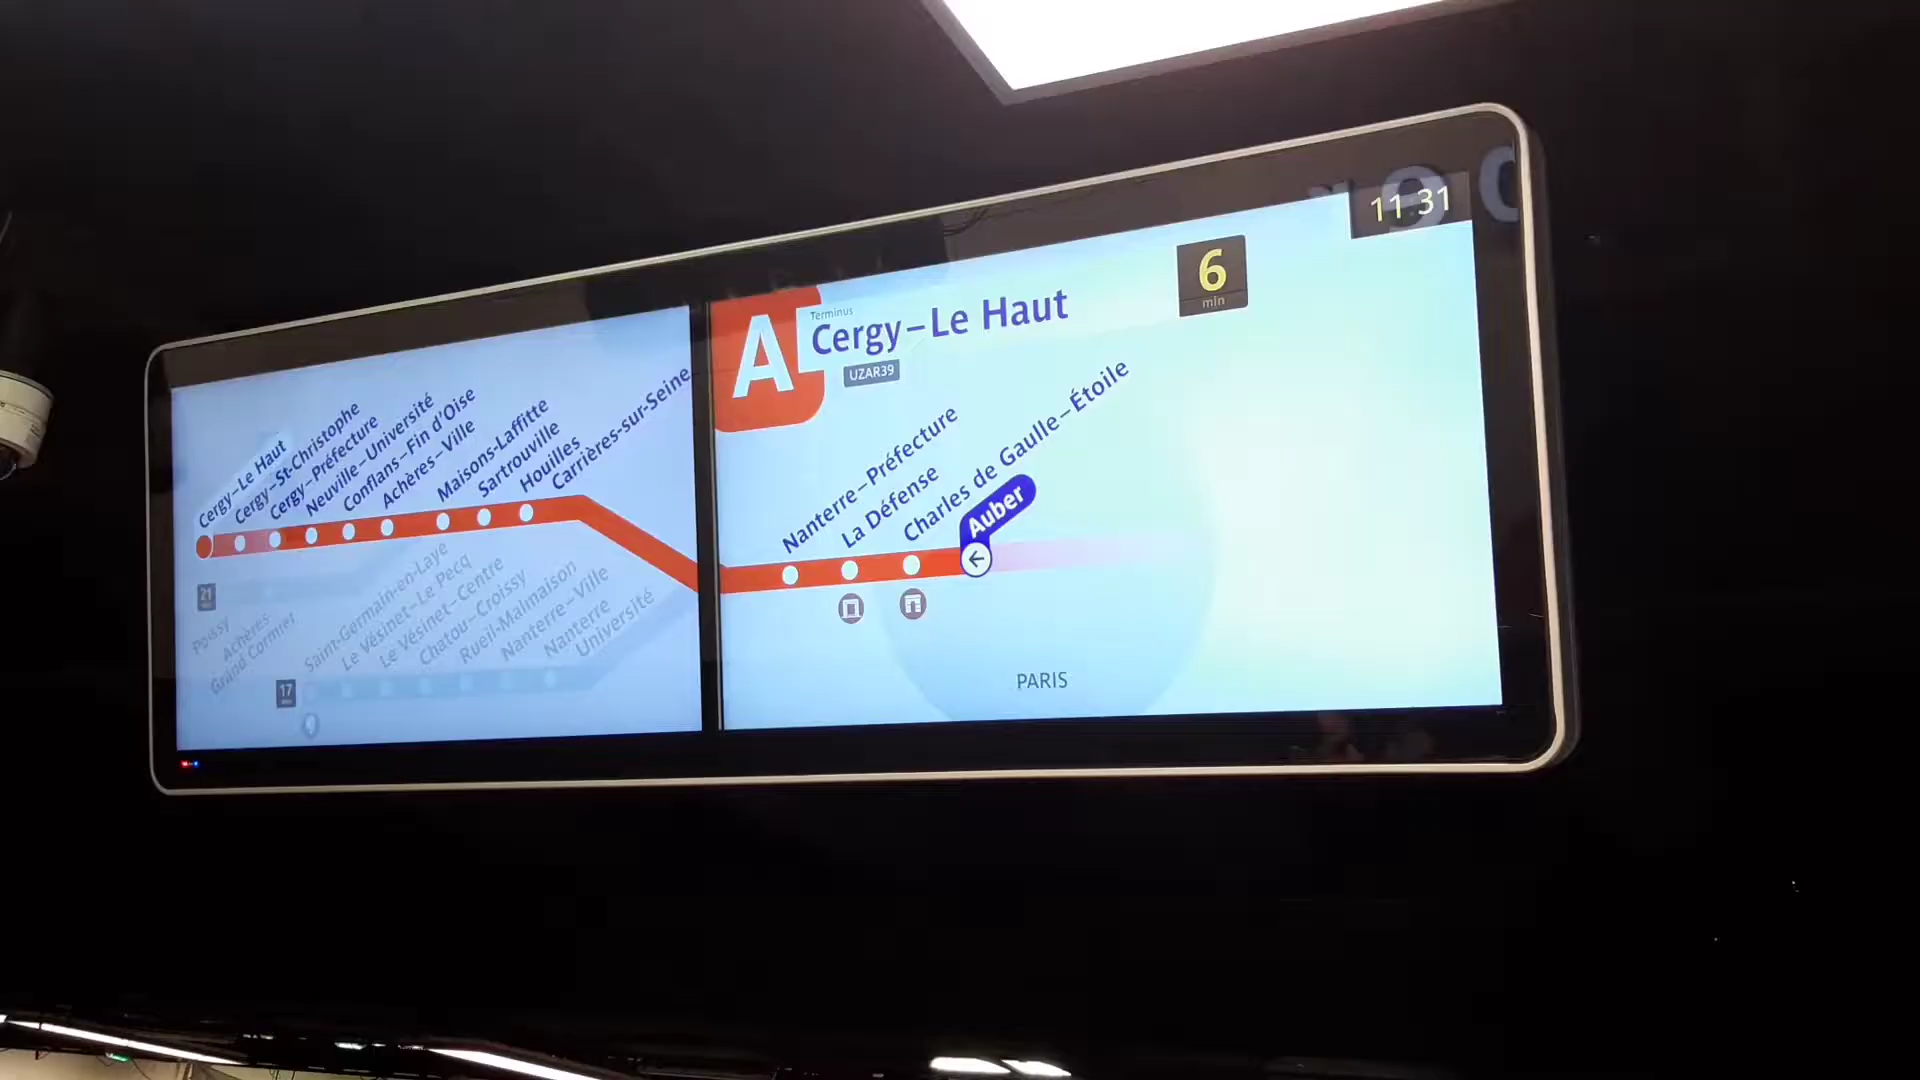 11:31
A
Terminus
Cergy–Le Haut
UZAR39
6
min
Cergy–Le Haut
Cergy–St-Christophe
Cergy–Préfecture
Neuville–Université
Conflans–Fin d'Oise
Achères–Ville
Maisons-Laffitte
Sartrouville
Houilles
Carrières-sur-Seine
Nanterre–Préfecture
La Défense
Charles de Gaulle–Étoile
Auber
21
Poissy
Achères
Grand Cormier
17
Saint-Germain-en-Laye
Le Vésinet–Le Pecq
Le Vésinet–Centre
Chatou–Croissy
Rueil-Malmaison
Nanterre–Ville
Nanterre
Université
PARIS